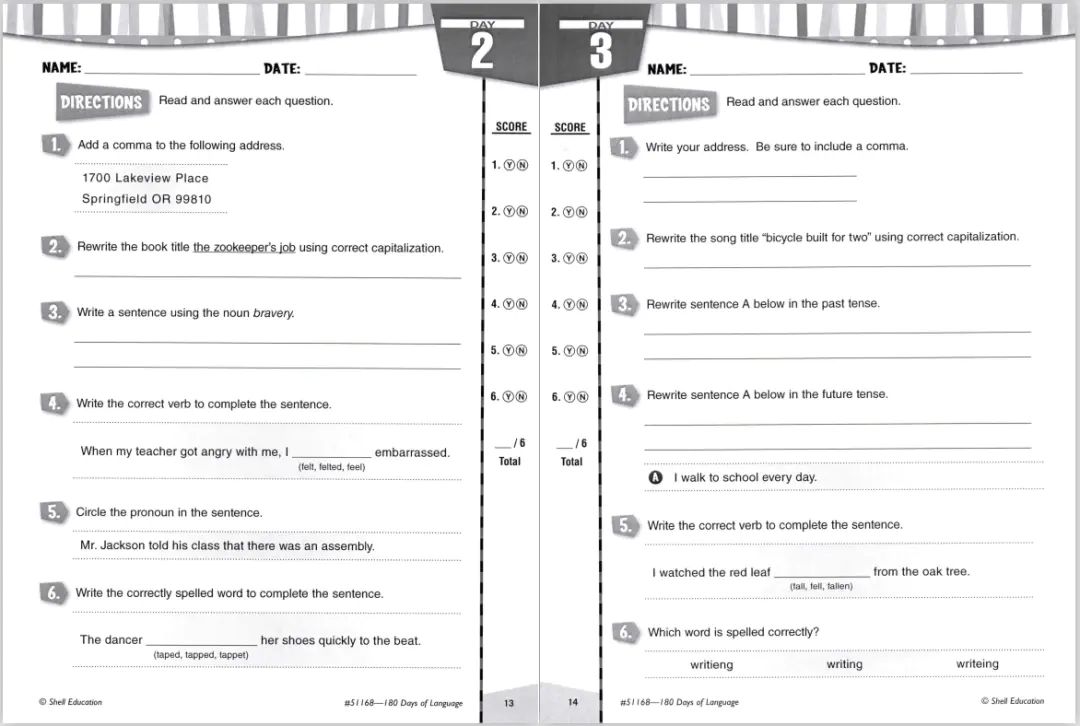 DAY
2
NAME: DATE:
DIRECTIONS Read and answer each question.
1. Add a comma to the following address.
1700 Lakeview Place
Springfield OR 99810
2. Rewrite the book title the zookeeper's job using correct capitalization.
3. Write a sentence using the noun bravery.
4. Write the correct verb to complete the sentence.
When my teacher got angry with me, I ____________ embarrassed.
(felt, felted, feel)
5. Circle the pronoun in the sentence.
Mr. Jackson told his class that there was an assembly.
6. Write the correctly spelled word to complete the sentence.
The dancer ________________ her shoes quickly to the beat.
(taped, tapped, tappet)
SCORE
1. Ⓨ Ⓝ
2. Ⓨ Ⓝ
3. Ⓨ Ⓝ
4. Ⓨ Ⓝ
5. Ⓨ Ⓝ
6. Ⓨ Ⓝ
__ / 6
Total
© Shell Education #51168—180 Days of Language 13
DAY
3
NAME: DATE:
SCORE
1. Ⓨ Ⓝ
2. Ⓨ Ⓝ
3. Ⓨ Ⓝ
4. Ⓨ Ⓝ
5. Ⓨ Ⓝ
6. Ⓨ Ⓝ
__ / 6
Total
DIRECTIONS Read and answer each question.
1. Write your address. Be sure to include a comma.
2. Rewrite the song title “bicycle built for two” using correct capitalization.
3. Rewrite sentence A below in the past tense.
4. Rewrite sentence A below in the future tense.
A I walk to school every day.
5. Write the correct verb to complete the sentence.
I watched the red leaf ______________ from the oak tree.
(fall, fell, fallen)
6. Which word is spelled correctly?
writieng writing writeing
14 #51168—180 Days of Language © Shell Education